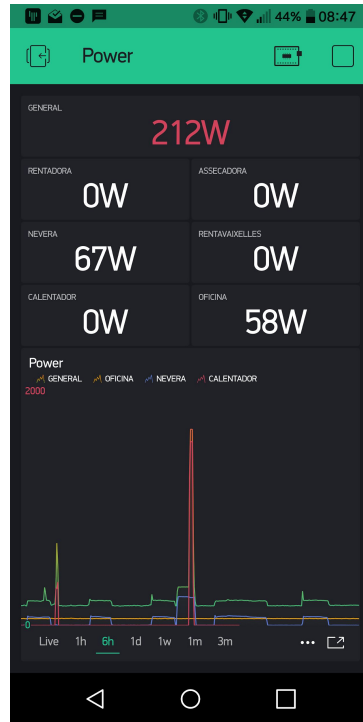 44% 08:47
Power
GENERAL
212W
RENTADORA ASSECADORA
0W 0W
NEVERA RENTAVAIXELLES
67W 0W
CALENTADOR OFICINA
0W 58W
Power
GENERAL OFICINA NEVERA CALENTADOR
2000
0
Live 1h 6h 1d 1w 1m 3m